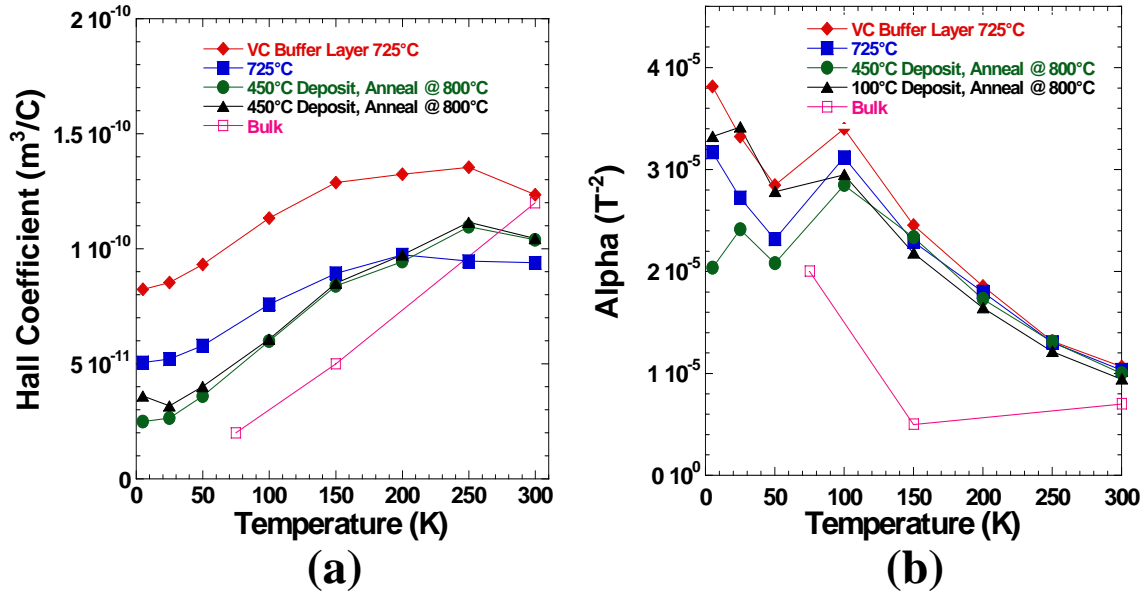 2 10⁻¹⁰
VC Buffer Layer 725°C
725°C
450°C Deposit, Anneal @ 800°C
450°C Deposit, Anneal @ 800°C
Bulk
1.5 10⁻¹⁰
1 10⁻¹⁰
5 10⁻¹¹
0
Hall Coefficient (m³/C)
0 50 100 150 200 250 300
Temperature (K)
(a)
VC Buffer Layer 725°C
725°C
450°C Deposit, Anneal @ 800°C
100°C Deposit, Anneal @ 800°C
Bulk
4 10⁻⁵
3 10⁻⁵
2 10⁻⁵
1 10⁻⁵
0 10⁰
Alpha (T⁻²)
0 50 100 150 200 250 300
Temperature (K)
(b)